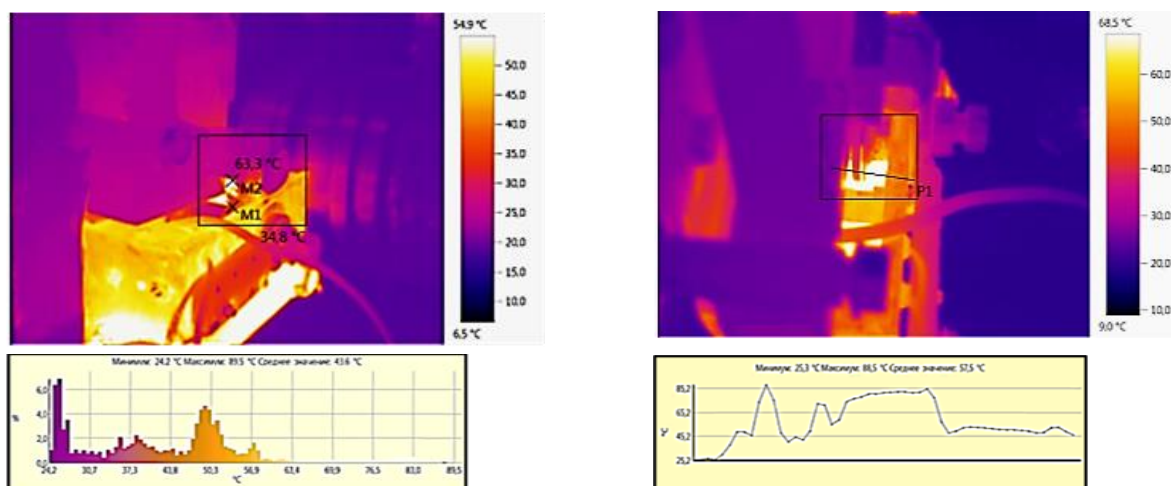 54,9 °C
50,0
45,0
40,0
35,0
30,0
25,0
20,0
15,0
10,0
6,5 °C
63,3 °C
M2
M1
34,8 °C
68,5 °C
60,0
50,0
40,0
30,0
20,0
10,0
9,0 °C
P1
Минимум: 24,2 °C Максимум: 89,5 °C Среднее значение: 43,6 °C
6,0
4,0
2,0
0,0
24,2 30,7 37,3 43,8 50,3 56,9 63,4 69,9 76,5 83,0 89,5
°C
Минимум: 25,3 °C Максимум: 88,5 °C Среднее значение: 57,5 °C
85,2
65,2
45,2
25,2
°C